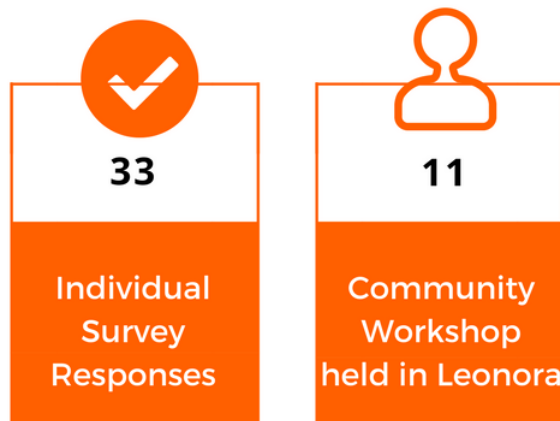 33
Individual
Survey
Responses
11
Community
Workshop
held in Leonora